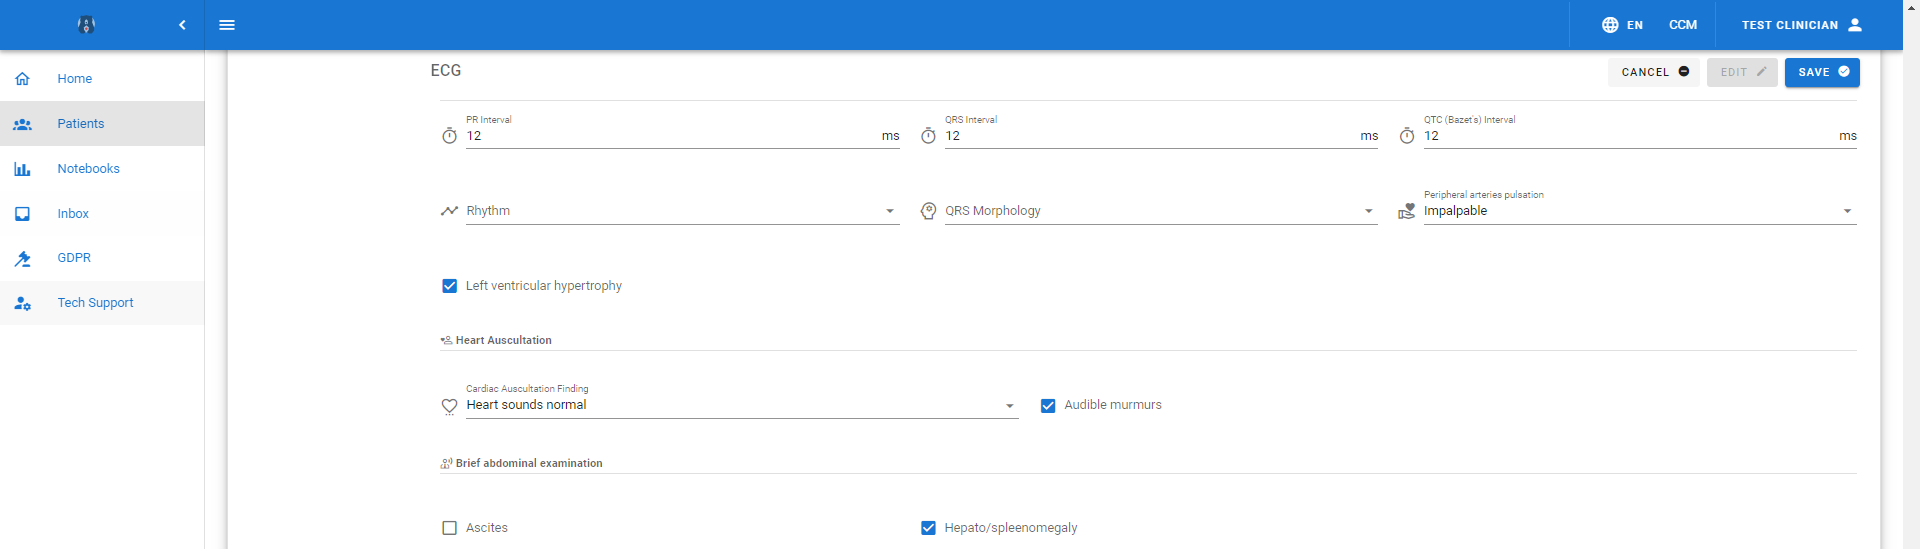 EN CCM TEST CLINICIAN
Home
Patients
Notebooks
Inbox
GDPR
Tech Support
ECG
CANCEL EDIT SAVE
PR Interval QRS Interval QTC (Bazet's) Interval
12 ms 12 ms 12 ms
Peripheral arteries pulsation
Rhythm QRS Morphology Impalpable
Left ventricular hypertrophy
Heart Auscultation
Cardiac Auscultation Finding
Heart sounds normal Audible murmurs
Brief abdominal examination
Ascites Hepato/spleenomegaly